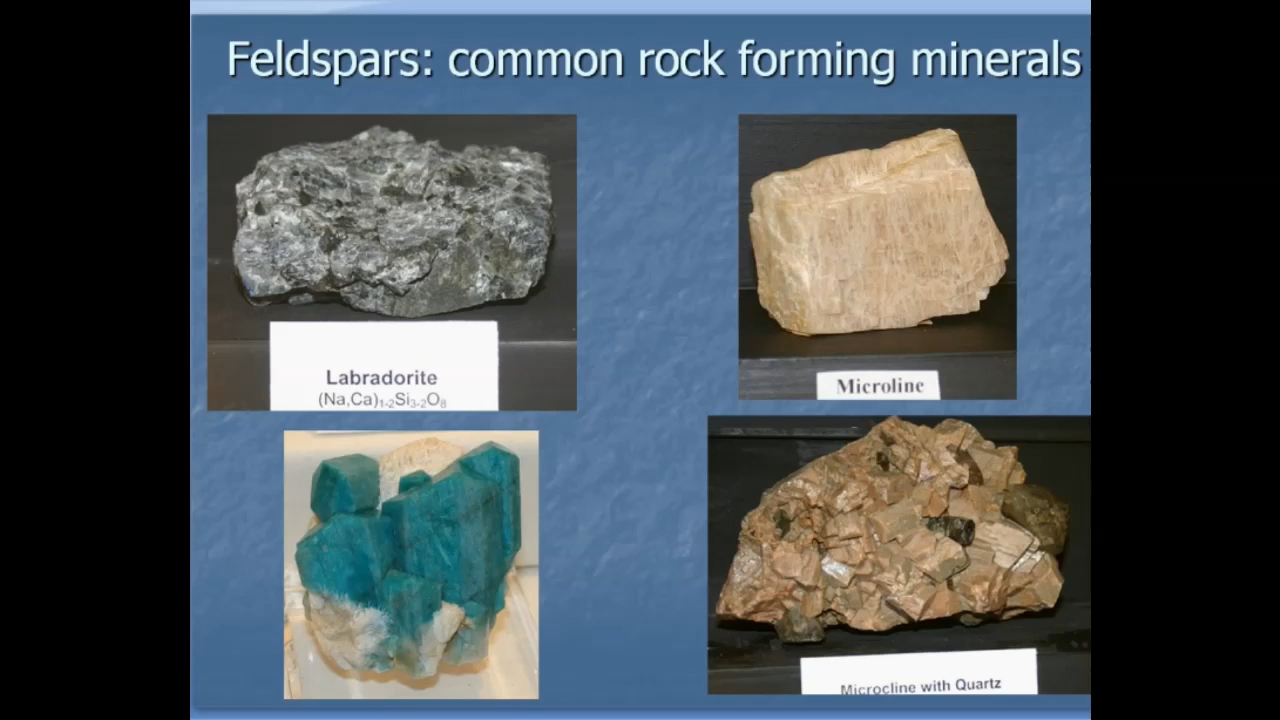 Feldspars: common rock forming minerals
Labradorite
(Na,Ca)₁₋₂Si₃₋₂O₈
Microline
Microcline with Quartz